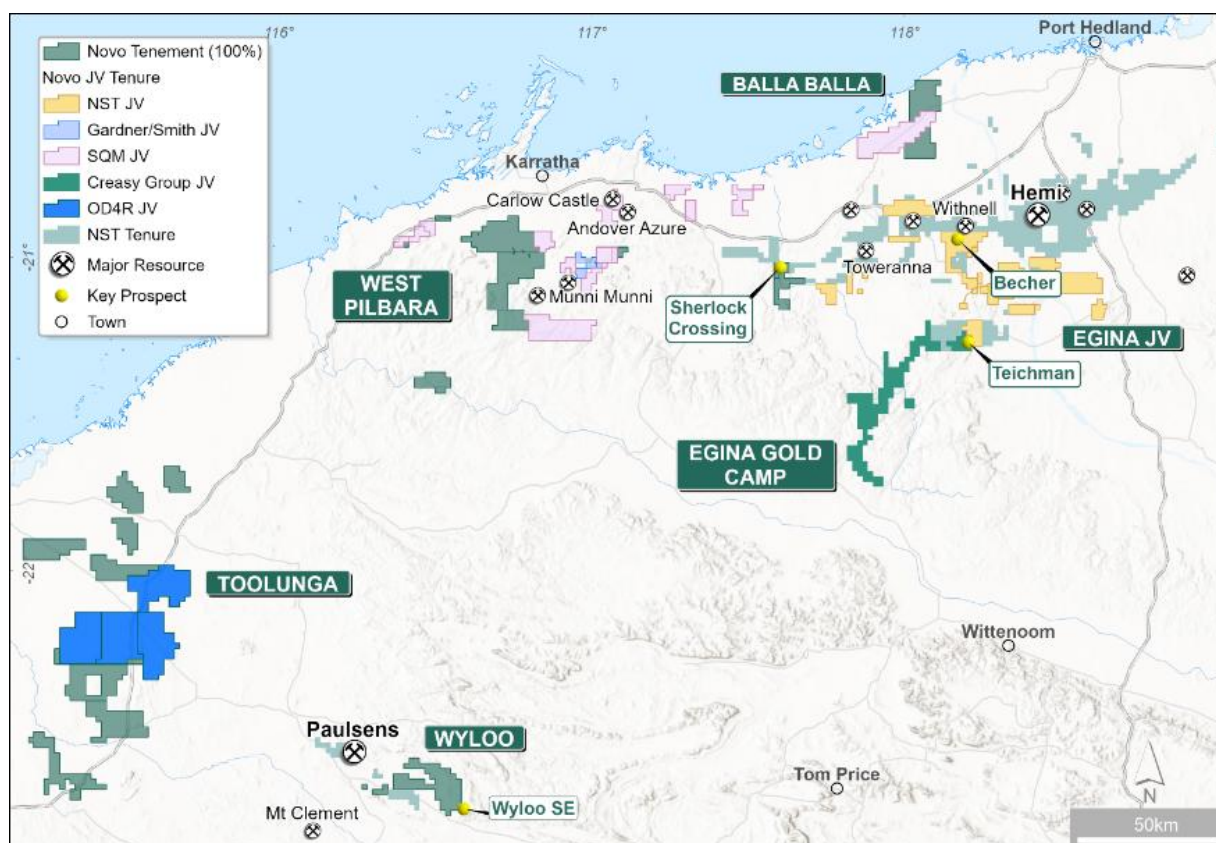 116°
117°
118°
Port Hedland
Novo Tenement (100%)
Novo JV Tenure
NST JV
Gardner/Smith JV
SQM JV
Creasy Group JV
OD4R JV
NST Tenure
Major Resource
Key Prospect
Town
BALLA BALLA
Karratha
Carlow Castle
Andover Azure
Hemi
Withnell
-21°
WEST
PILBARA
Munni Munni
Toweranna
Becher
Sherlock
Crossing
EGINA JV
Teichman
EGINA GOLD
CAMP
-22°
TOOLUNGA
Wittenoom
Paulsens
WYLOO
Tom Price
Wyloo SE
Mt Clement
N
50km